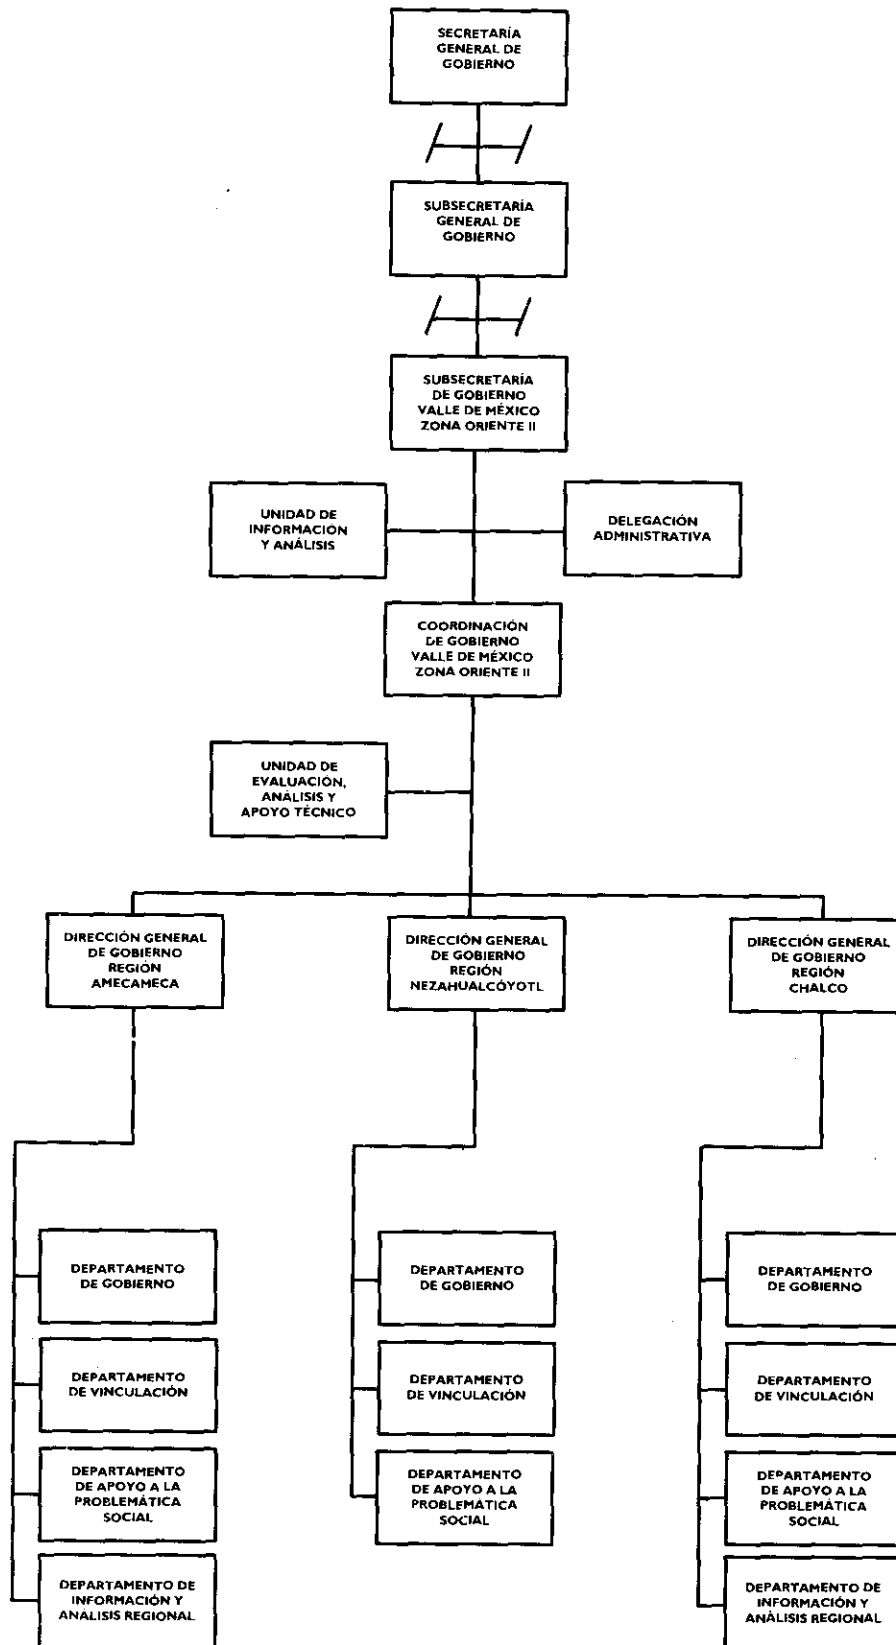 SECRETARÍA
GENERAL DE
GOBIERNO
SUBSECRETARÍA
GENERAL DE
GOBIERNO
SUBSECRETARÍA
DE GOBIERNO
VALLE DE MÉXICO
ZONA ORIENTE II
UNIDAD DE
INFORMACIÓN
Y ANÁLISIS
DELEGACIÓN
ADMINISTRATIVA
COORDINACIÓN
DE GOBIERNO
VALLE DE MÉXICO
ZONA ORIENTE II
UNIDAD DE
EVALUACIÓN,
ANÁLISIS Y
APOYO TÉCNICO
DIRECCIÓN GENERAL
DE GOBIERNO
REGIÓN
AMECAMECA
DIRECCIÓN GENERAL
DE GOBIERNO
REGIÓN
NEZAHUALCÓYOTL
DIRECCIÓN GENERAL
DE GOBIERNO
REGIÓN
CHALCO
DEPARTAMENTO
DE GOBIERNO
DEPARTAMENTO
DE VINCULACIÓN
DEPARTAMENTO
DE APOYO A LA
PROBLEMÁTICA
SOCIAL
DEPARTAMENTO DE
INFORMACIÓN Y
ANÁLISIS REGIONAL
DEPARTAMENTO
DE GOBIERNO
DEPARTAMENTO
DE VINCULACIÓN
DEPARTAMENTO
DE APOYO A LA
PROBLEMÁTICA
SOCIAL
DEPARTAMENTO
DE GOBIERNO
DEPARTAMENTO
DE VINCULACIÓN
DEPARTAMENTO
DE APOYO A LA
PROBLEMÁTICA
SOCIAL
DEPARTAMENTO DE
INFORMACIÓN Y
ANÁLISIS REGIONAL